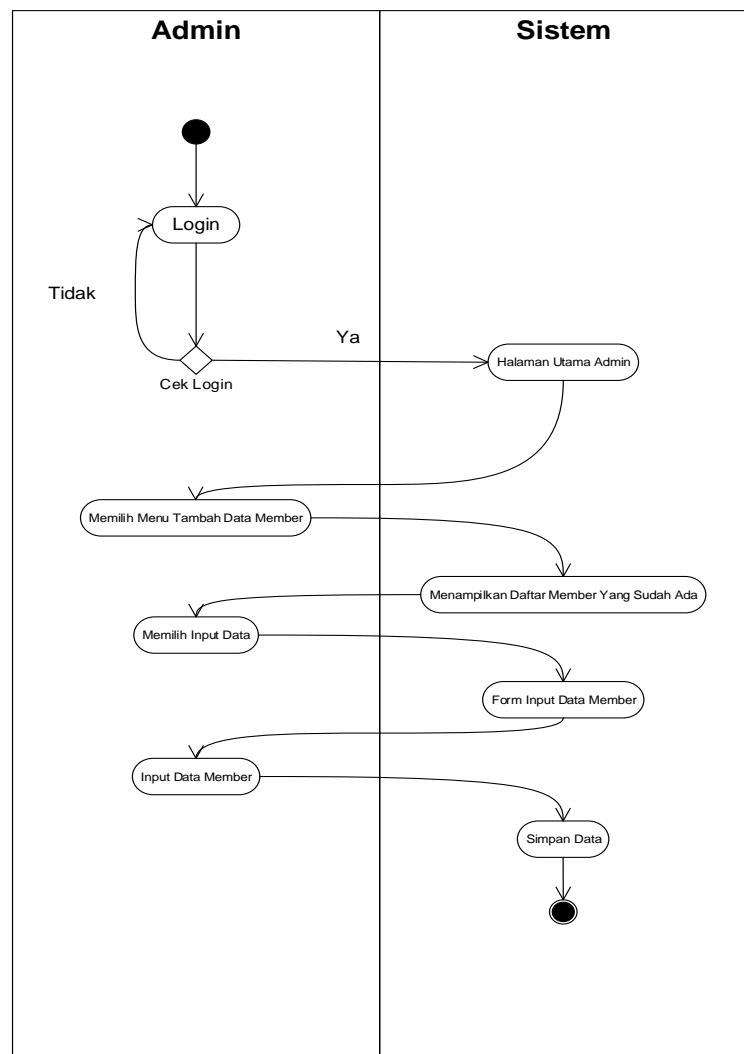 Admin
Sistem
Login
Tidak
Ya
Cek Login
Halaman Utama Admin
Memilih Menu Tambah Data Member
Menampilkan Daftar Member Yang Sudah Ada
Memilih Input Data
Form Input Data Member
Input Data Member
Simpan Data